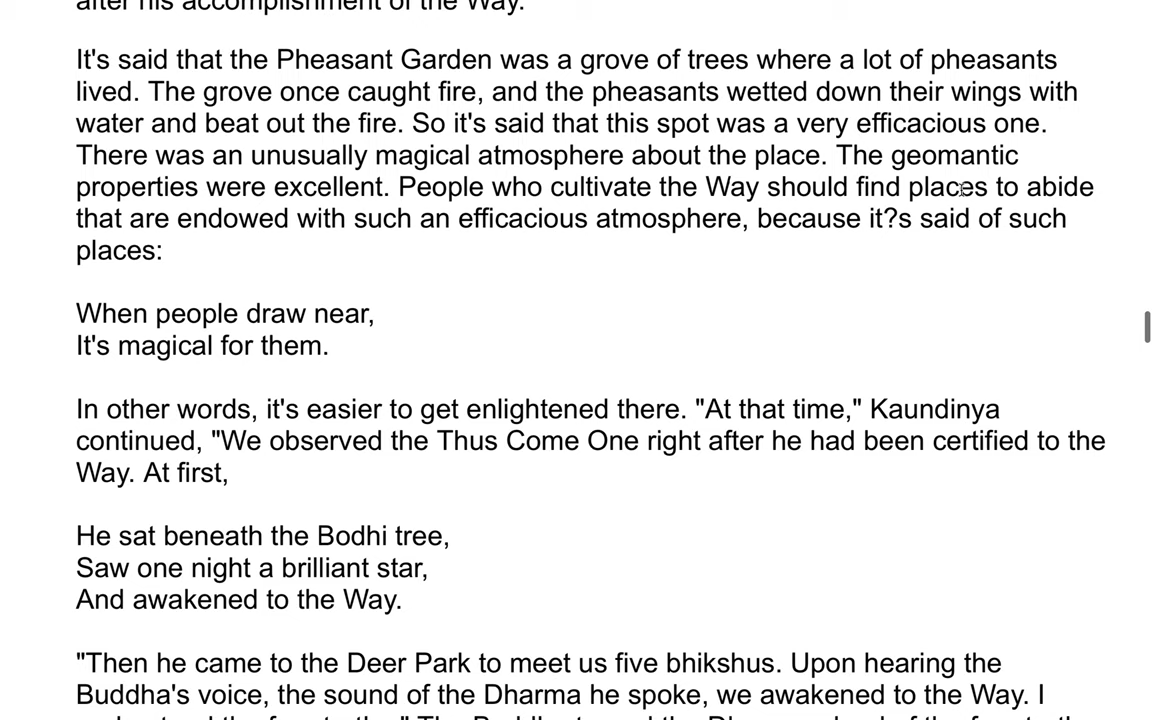 after his accomplishment of the Way.
It's said that the Pheasant Garden was a grove of trees where a lot of pheasants
lived. The grove once caught fire, and the pheasants wetted down their wings with
water and beat out the fire. So it's said that this spot was a very efficacious one.
There was an unusually magical atmosphere about the place. The geomantic
properties were excellent. People who cultivate the Way should find places to abide
that are endowed with such an efficacious atmosphere, because it?s said of such
places:
When people draw near,
It's magical for them.
In other words, it's easier to get enlightened there. "At that time," Kaundinya
continued, "We observed the Thus Come One right after he had been certified to the
Way. At first,
He sat beneath the Bodhi tree,
Saw one night a brilliant star,
And awakened to the Way.
"Then he came to the Deer Park to meet us five bhikshus. Upon hearing the
Buddha's voice, the sound of the Dharma he spoke, we awakened to the Way. I